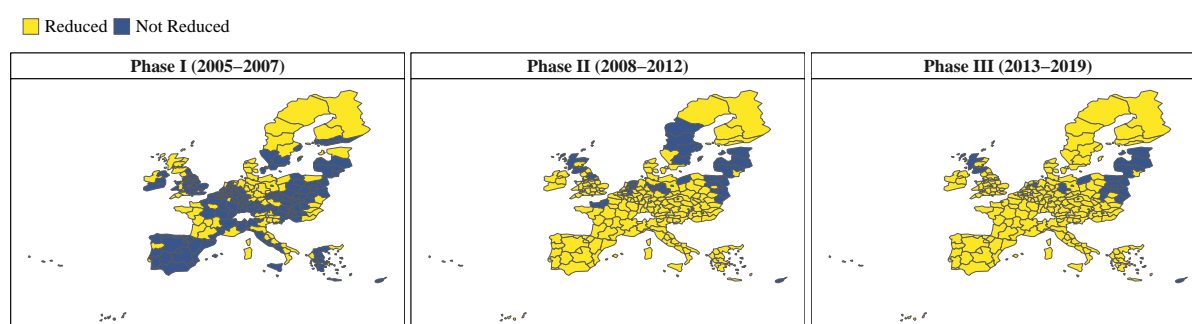 Reduced Not Reduced
Phase I (2005−2007) Phase II (2008−2012) Phase III (2013−2019)